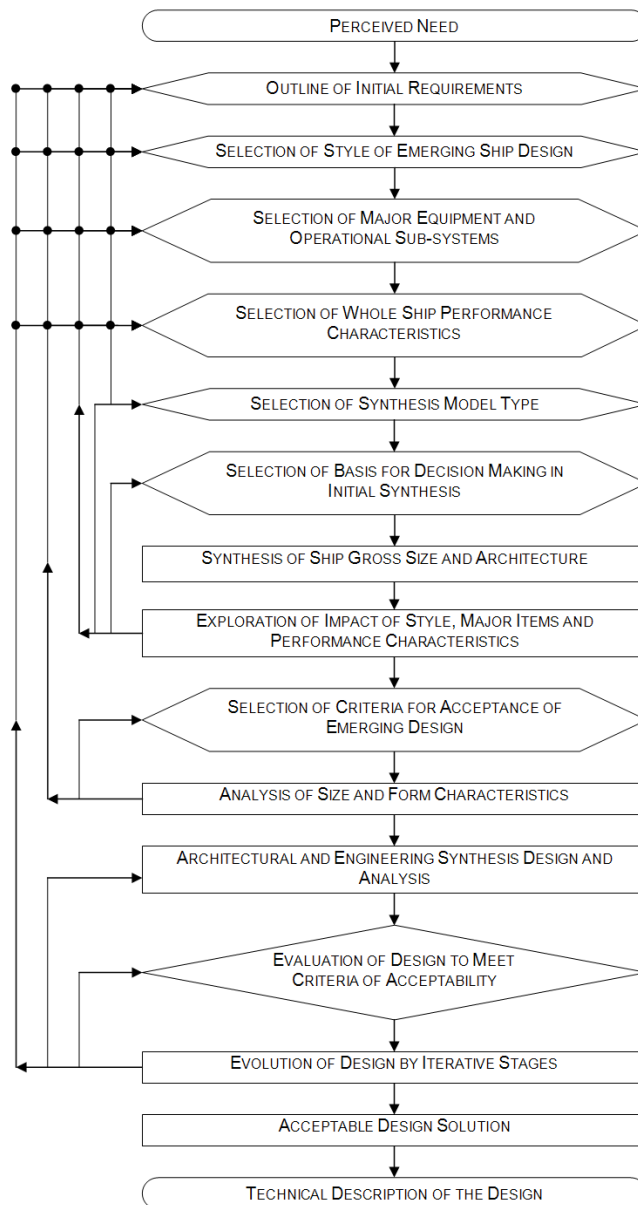 PERCEIVED NEED
OUTLINE OF INITIAL REQUIREMENTS
SELECTION OF STYLE OF EMERGING SHIP DESIGN
SELECTION OF MAJOR EQUIPMENT AND
OPERATIONAL SUB-SYSTEMS
SELECTION OF WHOLE SHIP PERFORMANCE
CHARACTERISTICS
SELECTION OF SYNTHESIS MODEL TYPE
SELECTION OF BASIS FOR DECISION MAKING IN
INITIAL SYNTHESIS
SYNTHESIS OF SHIP GROSS SIZE AND ARCHITECTURE
EXPLORATION OF IMPACT OF STYLE, MAJOR ITEMS AND
PERFORMANCE CHARACTERISTICS
SELECTION OF CRITERIA FOR ACCEPTANCE OF
EMERGING DESIGN
ANALYSIS OF SIZE AND FORM CHARACTERISTICS
ARCHITECTURAL AND ENGINEERING SYNTHESIS DESIGN AND
ANALYSIS
EVALUATION OF DESIGN TO MEET
CRITERIA OF ACCEPTABILITY
EVOLUTION OF DESIGN BY ITERATIVE STAGES
ACCEPTABLE DESIGN SOLUTION
TECHNICAL DESCRIPTION OF THE DESIGN